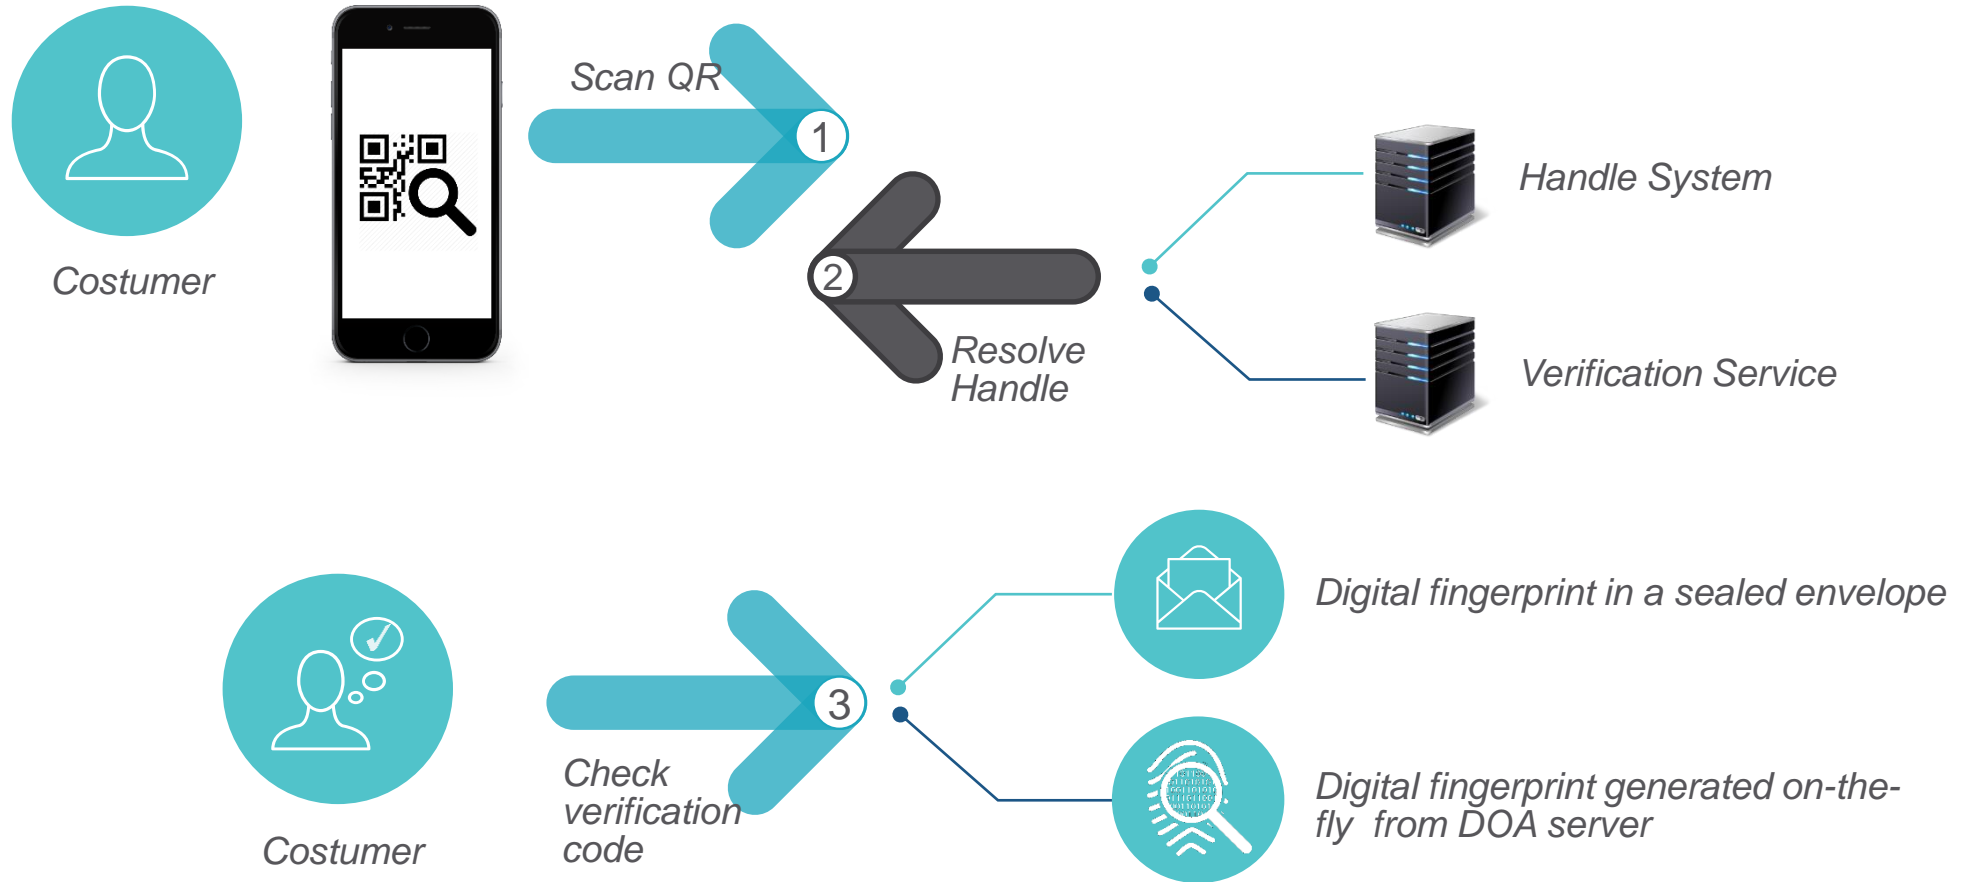 Scan QR
1
Costumer
Handle System
2
Resolve
Handle
Verification Service
Digital fingerprint in a sealed envelope
3
Check
verification
code
Costumer
Digital fingerprint generated on-the-
fly  from DOA server